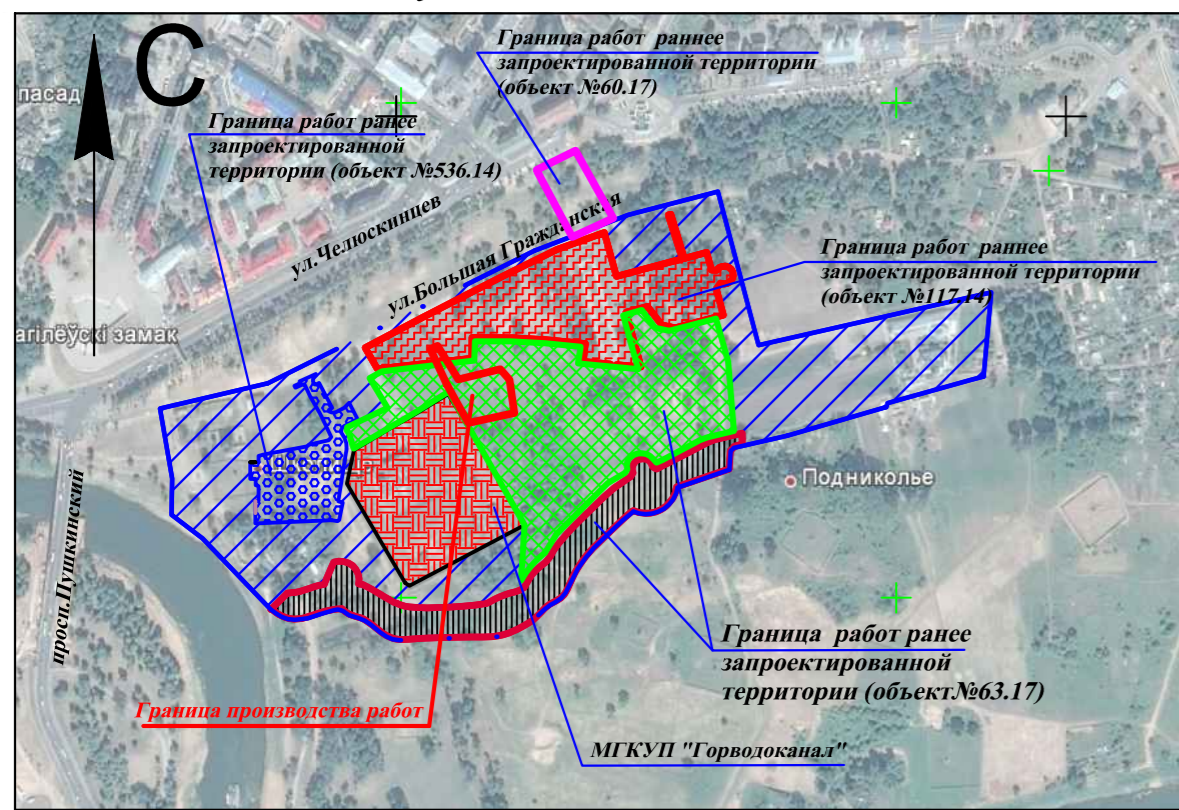 С
Граница работ раннее
запроектированной территории
(объект №60.17)
пасад
Граница работ ранее
запроектированной
территории (объект №536.14)
ул.Челюскинцев
ул.Большая Гражданская
Граница работ раннее
запроектированной территории
(объект №117.14)
агілёўскі замак
Подниколье
просп.Пушкинский
Граница работ ранее
запроектированной
территории (объект№63.17)
Граница производства работ
МГКУП "Горводоканал"